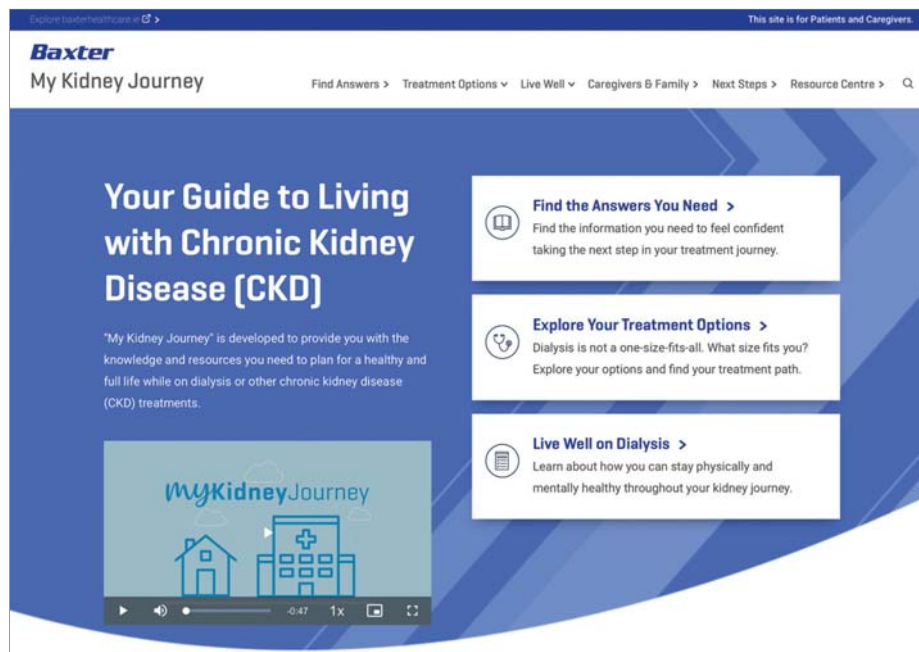 Explore baxterhealthcare.ie >
This site is for Patients and Caregivers.
Baxter
My Kidney Journey
Find Answers > Treatment Options Live Well Caregivers & Family > Next Steps > Resource Centre >
Your Guide to Living
with Chronic Kidney
Disease (CKD)
"My Kidney Journey" is developed to provide you with the
knowledge and resources you need to plan for a healthy and
full life while on dialysis or other chronic kidney disease
(CKD) treatments.
myKidneyJourney
-0:47 1x
Find the Answers You Need >
Find the information you need to feel confident
taking the next step in your treatment journey.
Explore Your Treatment Options >
Dialysis is not a one-size-fits-all. What size fits you?
Explore your options and find your treatment path.
Live Well on Dialysis >
Learn about how you can stay physically and
mentally healthy throughout your kidney journey.